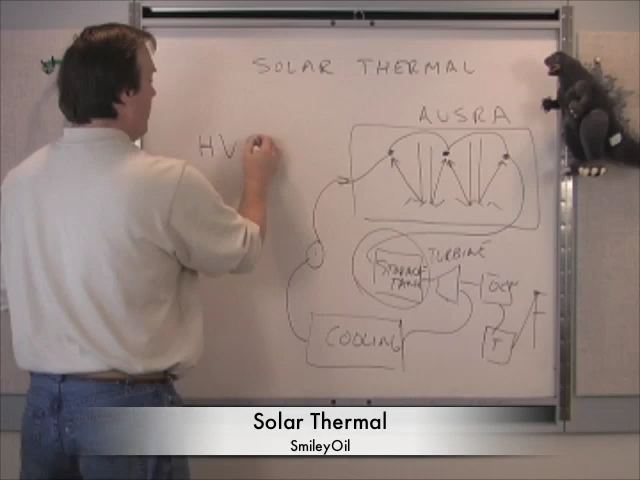 SOLAR THERMAL
AUSRA
HV
TURBINE
STORAGE
TANK
COOLING
T
Solar Thermal
SmileyOil